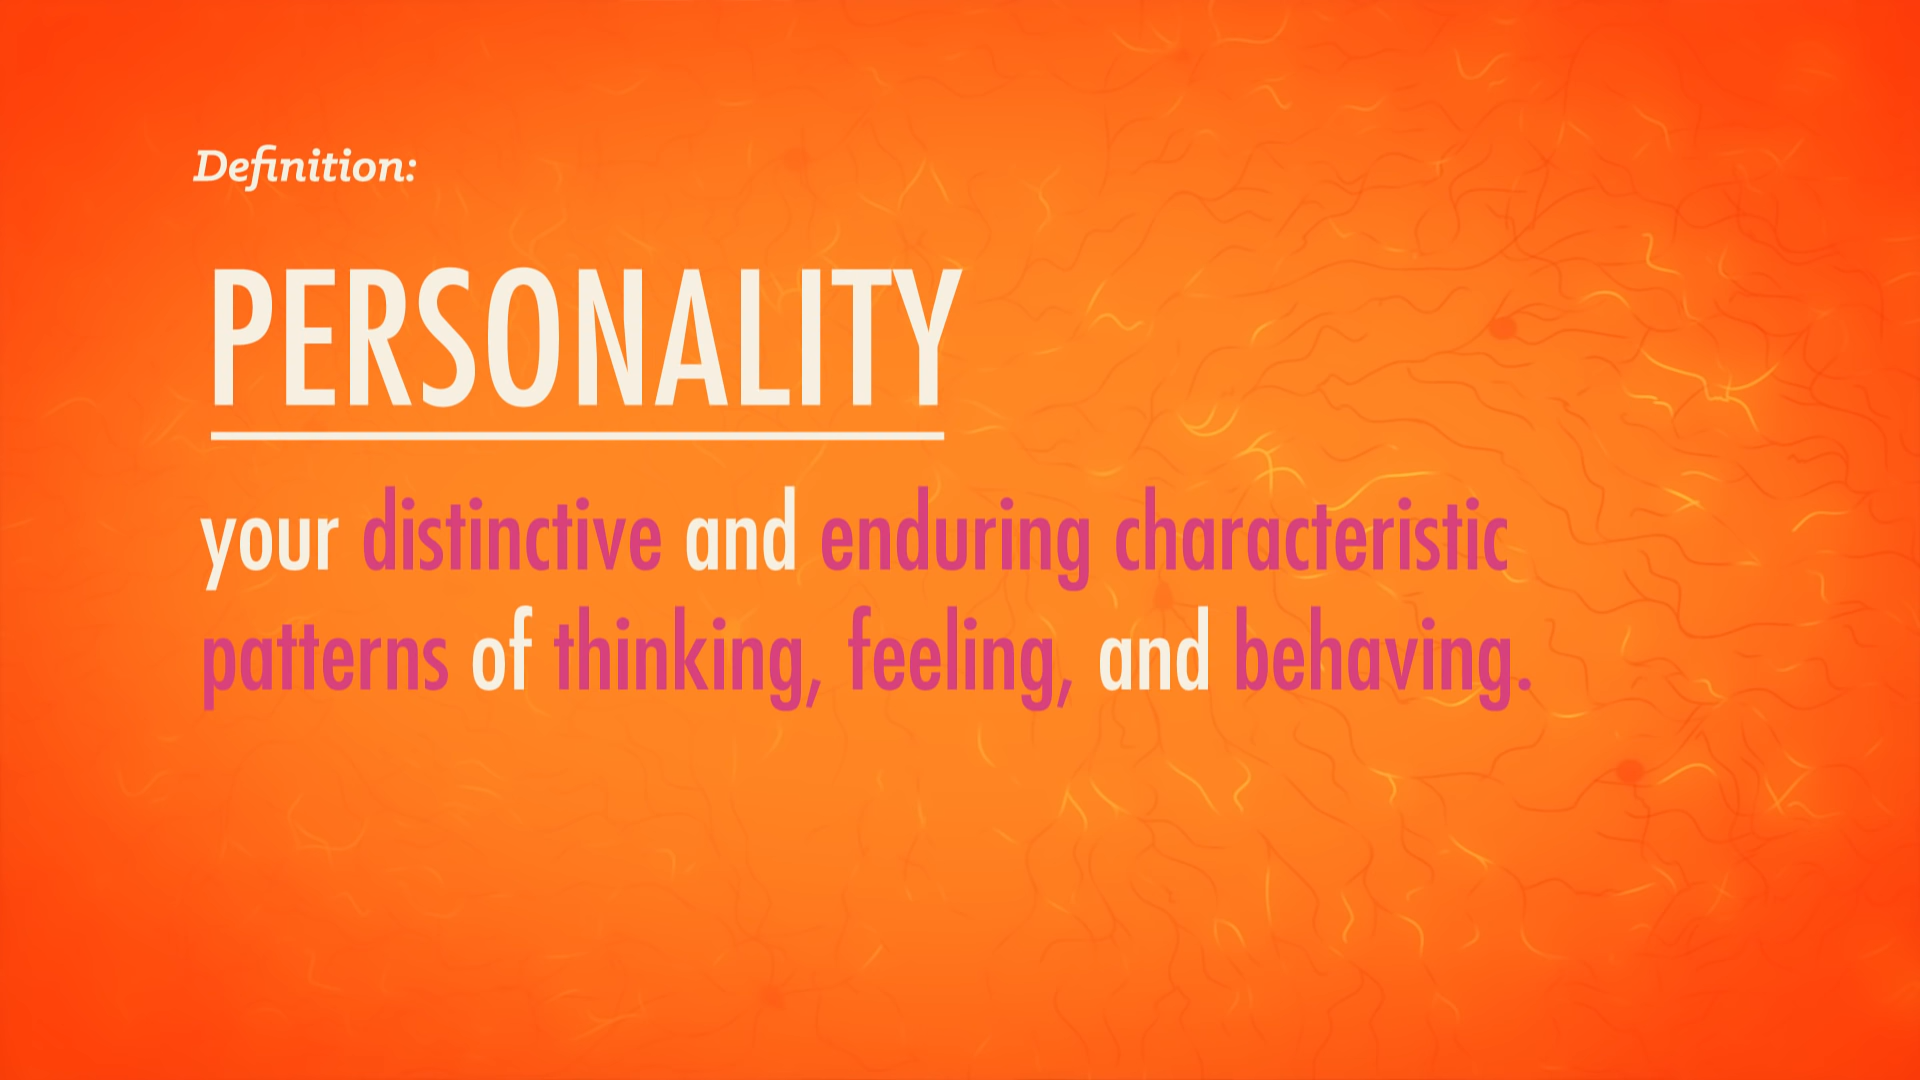 Definition:
PERSONALITY
your distinctive and enduring characteristic
patterns of thinking, feeling, and behaving.